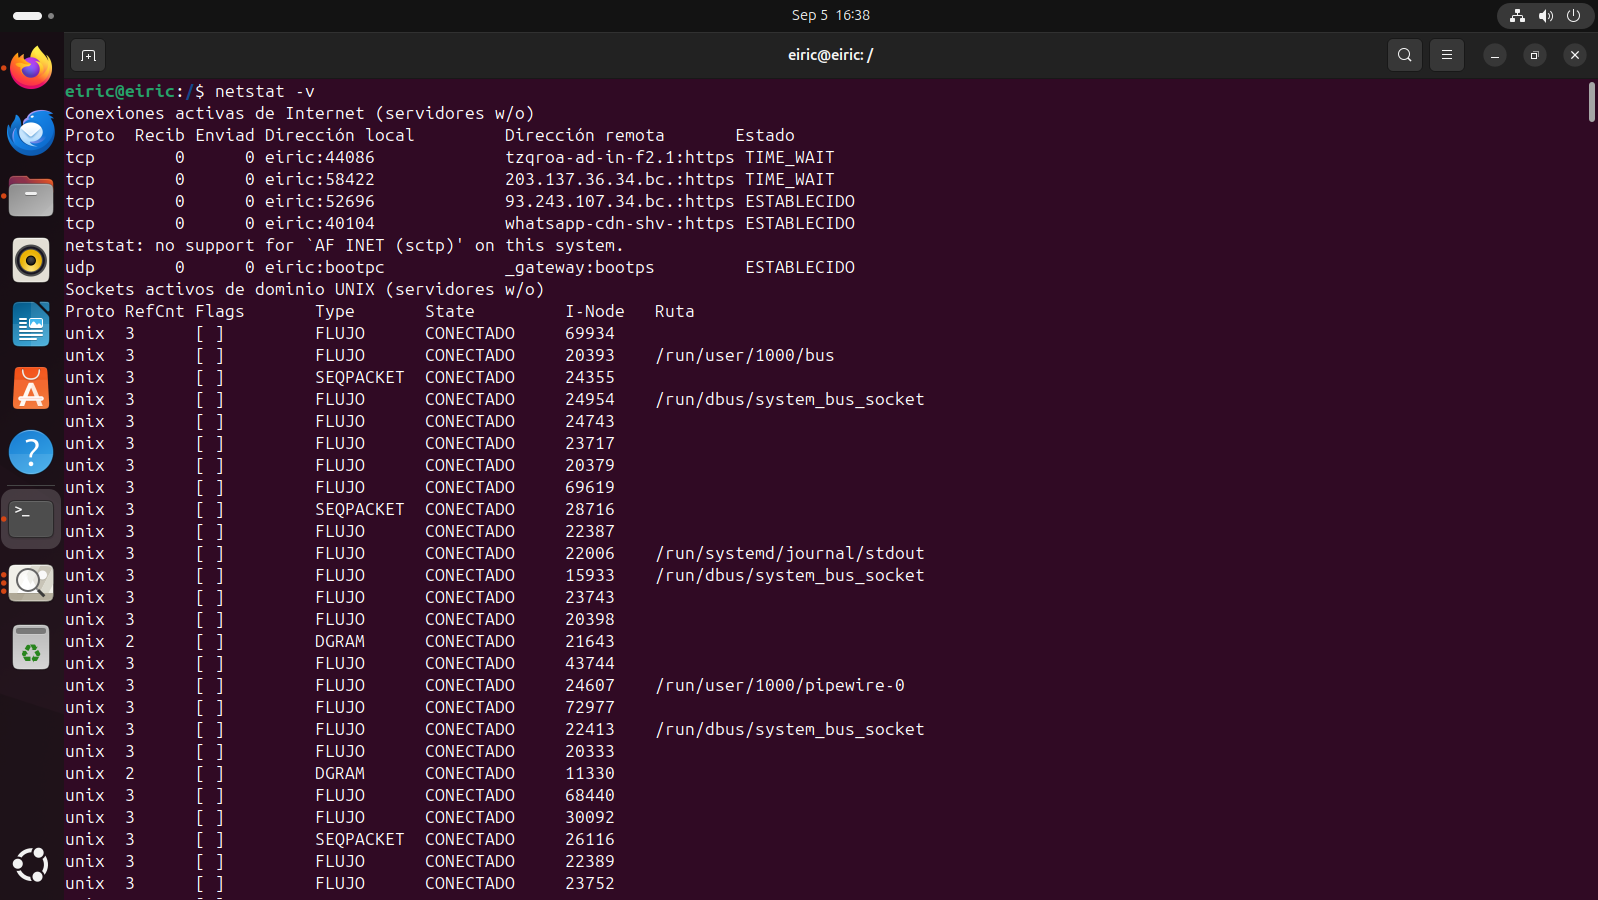 Sep 5 16:38
eiric@eiric: /
eiric@eiric:/$ netstat -v
Conexiones activas de Internet (servidores w/o)
Proto Recib Enviad Dirección local Dirección remota Estado
tcp 0 0 eiric:44086 tzqroa-ad-in-f2.1:https TIME_WAIT
tcp 0 0 eiric:58422 203.137.36.34.bc.:https TIME_WAIT
tcp 0 0 eiric:52696 93.243.107.34.bc.:https ESTABLECIDO
tcp 0 0 eiric:40104 whatsapp-cdn-shv-:https ESTABLECIDO
netstat: no support for `AF INET (sctp)' on this system.
udp 0 0 eiric:bootpc _gateway:bootps ESTABLECIDO
Sockets activos de dominio UNIX (servidores w/o)
Proto RefCnt Flags Type State I-Node Ruta
unix 3 [ ] FLUJO CONECTADO 69934
unix 3 [ ] FLUJO CONECTADO 20393 /run/user/1000/bus
unix 3 [ ] SEQPACKET CONECTADO 24355
unix 3 [ ] FLUJO CONECTADO 24954 /run/dbus/system_bus_socket
unix 3 [ ] FLUJO CONECTADO 24743
unix 3 [ ] FLUJO CONECTADO 23717
unix 3 [ ] FLUJO CONECTADO 20379
unix 3 [ ] FLUJO CONECTADO 69619
unix 3 [ ] SEQPACKET CONECTADO 28716
unix 3 [ ] FLUJO CONECTADO 22387
unix 3 [ ] FLUJO CONECTADO 22006 /run/systemd/journal/stdout
unix 3 [ ] FLUJO CONECTADO 15933 /run/dbus/system_bus_socket
unix 3 [ ] FLUJO CONECTADO 23743
unix 3 [ ] FLUJO CONECTADO 20398
unix 2 [ ] DGRAM CONECTADO 21643
unix 3 [ ] FLUJO CONECTADO 43744
unix 3 [ ] FLUJO CONECTADO 24607 /run/user/1000/pipewire-0
unix 3 [ ] FLUJO CONECTADO 72977
unix 3 [ ] FLUJO CONECTADO 22413 /run/dbus/system_bus_socket
unix 3 [ ] FLUJO CONECTADO 20333
unix 2 [ ] DGRAM CONECTADO 11330
unix 3 [ ] FLUJO CONECTADO 68440
unix 3 [ ] FLUJO CONECTADO 30092
unix 3 [ ] SEQPACKET CONECTADO 26116
unix 3 [ ] FLUJO CONECTADO 22389
unix 3 [ ] FLUJO CONECTADO 23752